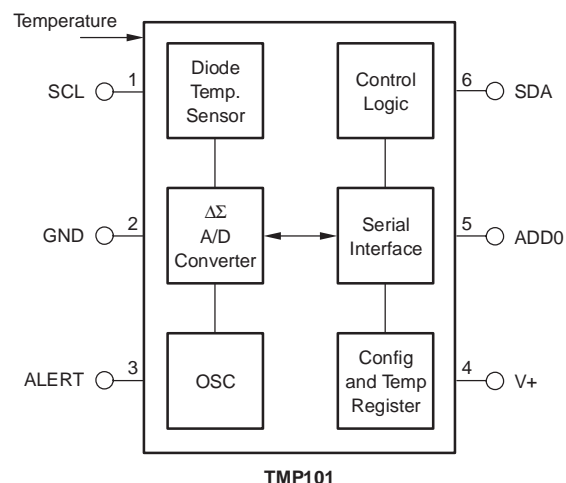 Temperature
SCL
1
Diode
Temp.
Sensor
Control
Logic
6
SDA
GND
2
ΔΣ
A/D
Converter
Serial
Interface
5
ADD0
ALERT
3
OSC
Config
and Temp
Register
4
V+
TMP101